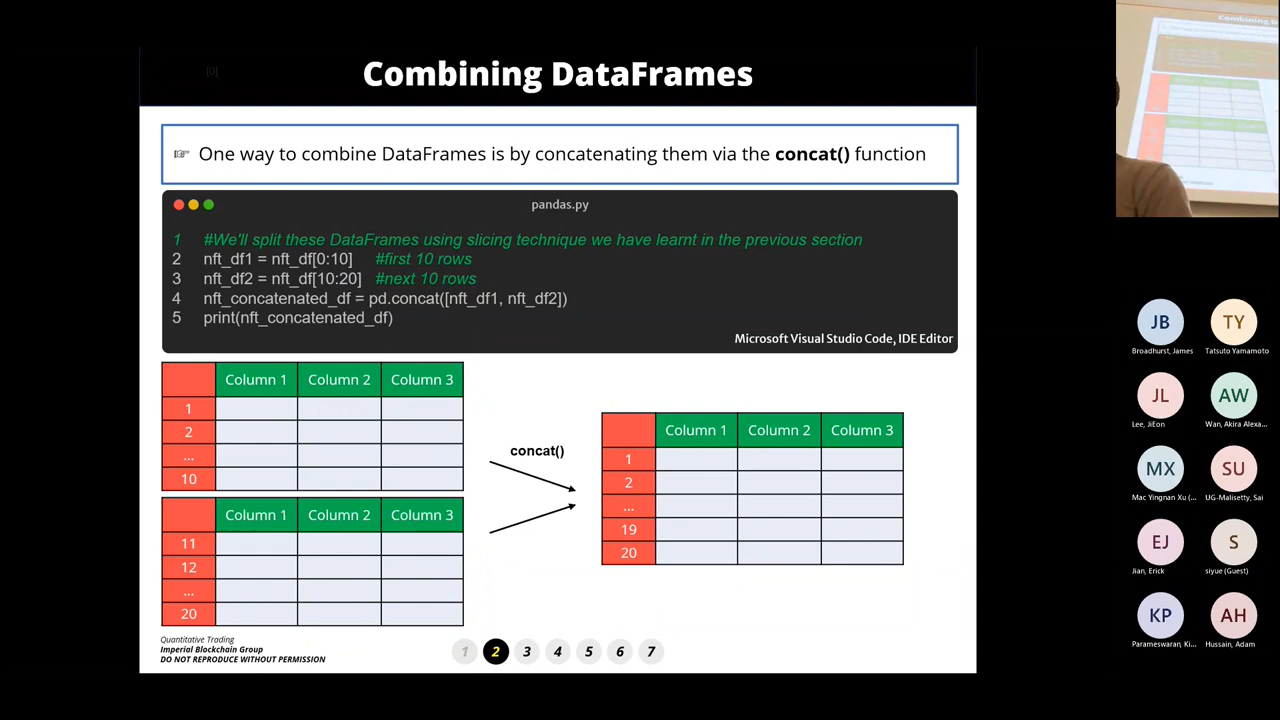 [0]
Combining DataFrames
☞ One way to combine DataFrames is by concatenating them via the concat() function
pandas.py
1 #We'll split these DataFrames using slicing technique we have learnt in the previous section
2 nft_df1 = nft_df[0:10] #first 10 rows
3 nft_df2 = nft_df[10:20] #next 10 rows
4 nft_concatenated_df = pd.concat([nft_df1, nft_df2])
5 print(nft_concatenated_df)
Microsoft Visual Studio Code, IDE Editor
Column 1 Column 2 Column 3
1
2
...
10
Column 1 Column 2 Column 3
11
12
...
20
concat()
Column 1 Column 2 Column 3
1
2
...
19
20
Quantitative Trading
Imperial Blockchain Group
DO NOT REPRODUCE WITHOUT PERMISSION
1 2 3 4 5 6 7
Combining
JB TY
Broadhurst, James Tatsuto Yamamoto
JL AW
Lee, JiEon Wan, Akira Alexa...
MX SU
Mac Yingnan Xu (... UG-Malisetty, Sai
EJ S
Jian, Erick siyue (Guest)
KP AH
Parameswaran, Ki... Hussain, Adam